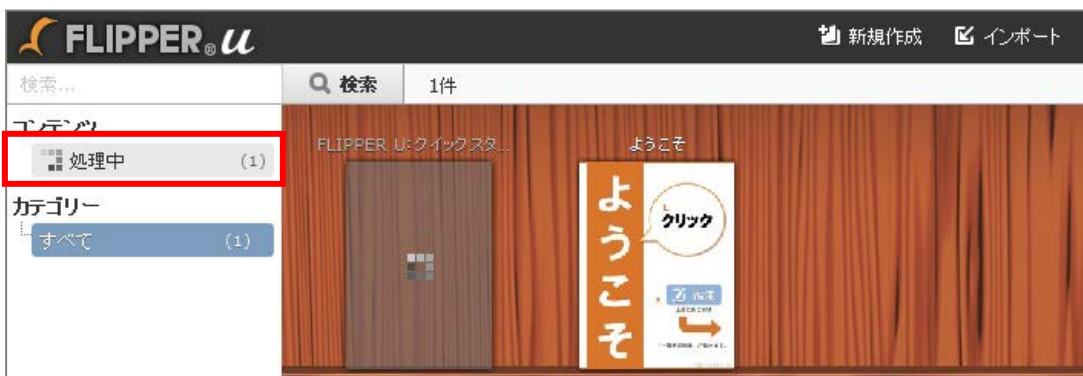 FLIPPER® u
新規作成
インポート
検索...
検索
1件
コンテンツ
処理中 (1)
カテゴリー
すべて (1)
FLIPPER U:クイックスタ...
ようこそ
ようこそ
クリック